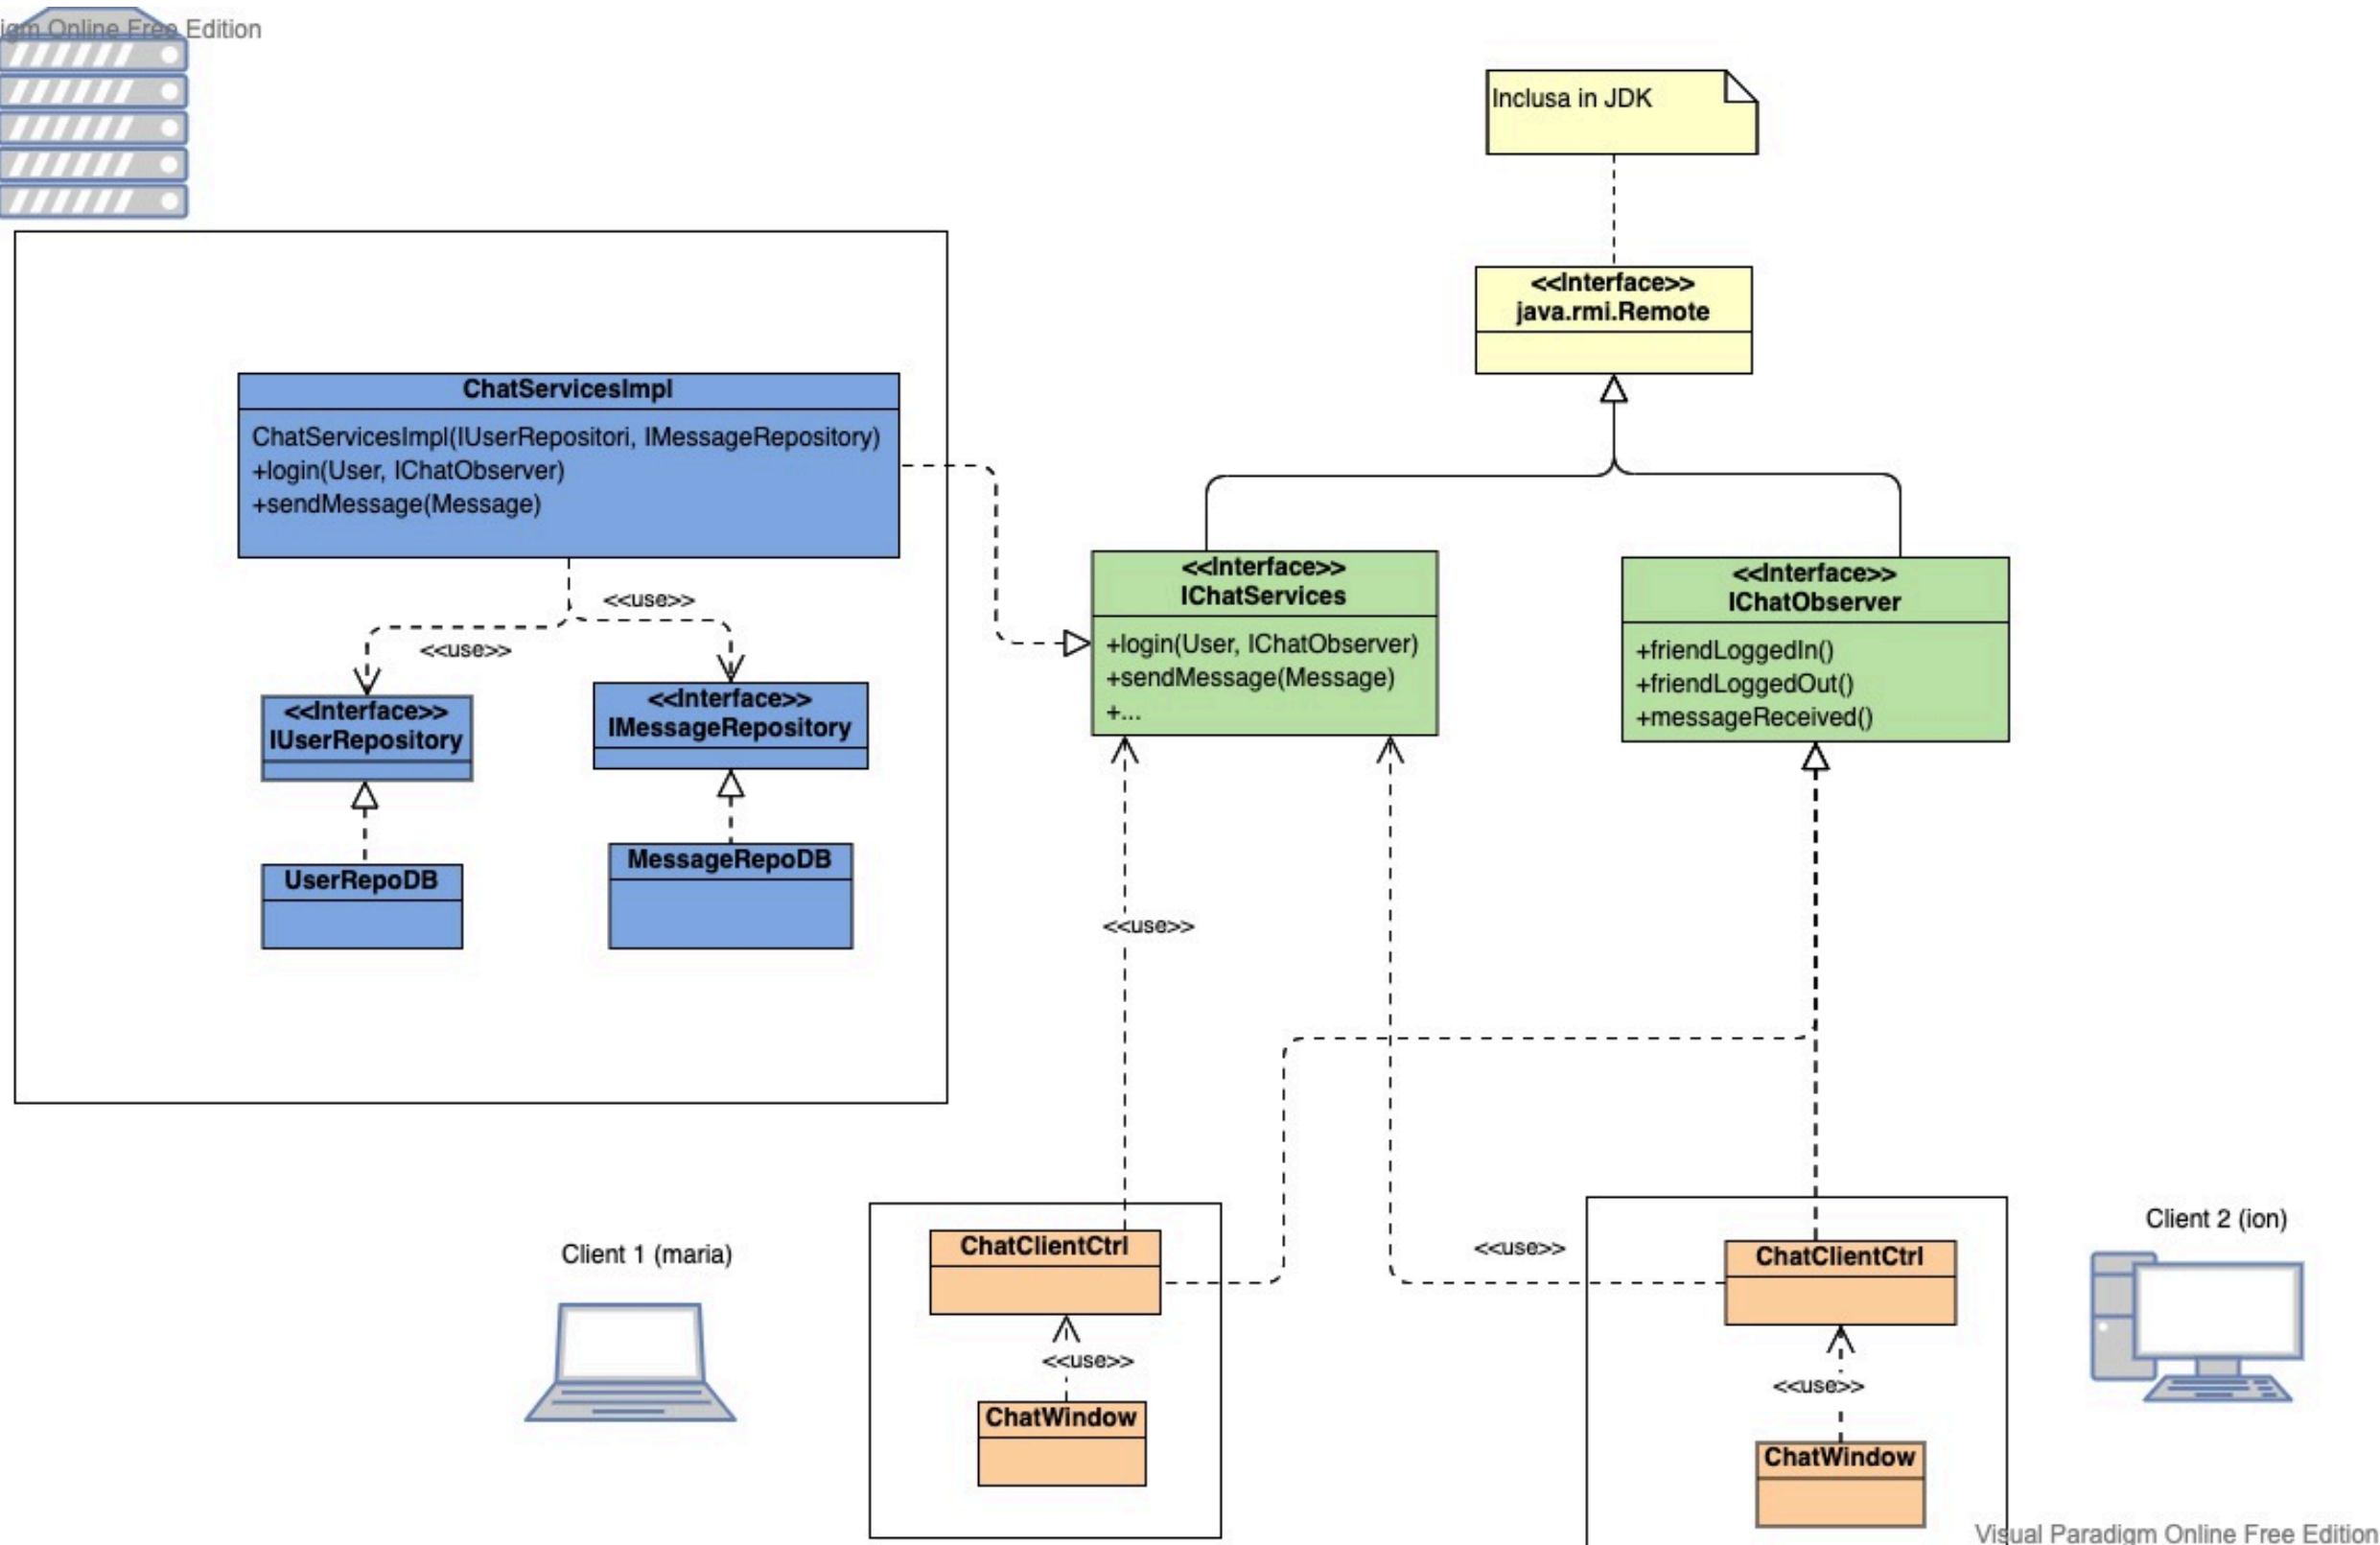 Online Free Edition
Inclusa in JDK
<<Interface>>
java.rmi.Remote
ChatServicesImpl
ChatServicesImpl(IUserRepositori, IMessageRepository)
+login(User, IChatObserver)
+sendMessage(Message)
<<use>>
<<use>>
<<Interface>>
IUserRepository
<<Interface>>
IMessageRepository
UserRepoDB
MessageRepoDB
<<Interface>>
IChatServices
+login(User, IChatObserver)
+sendMessage(Message)
+...
<<Interface>>
IChatObserver
+friendLoggedIn()
+friendLoggedOut()
+messageReceived()
<<use>>
Client 1 (maria)
ChatClientCtrl
<<use>>
ChatWindow
<<use>>
ChatClientCtrl
<<use>>
ChatWindow
Client 2 (ion)
Visual Paradigm Online Free Edition